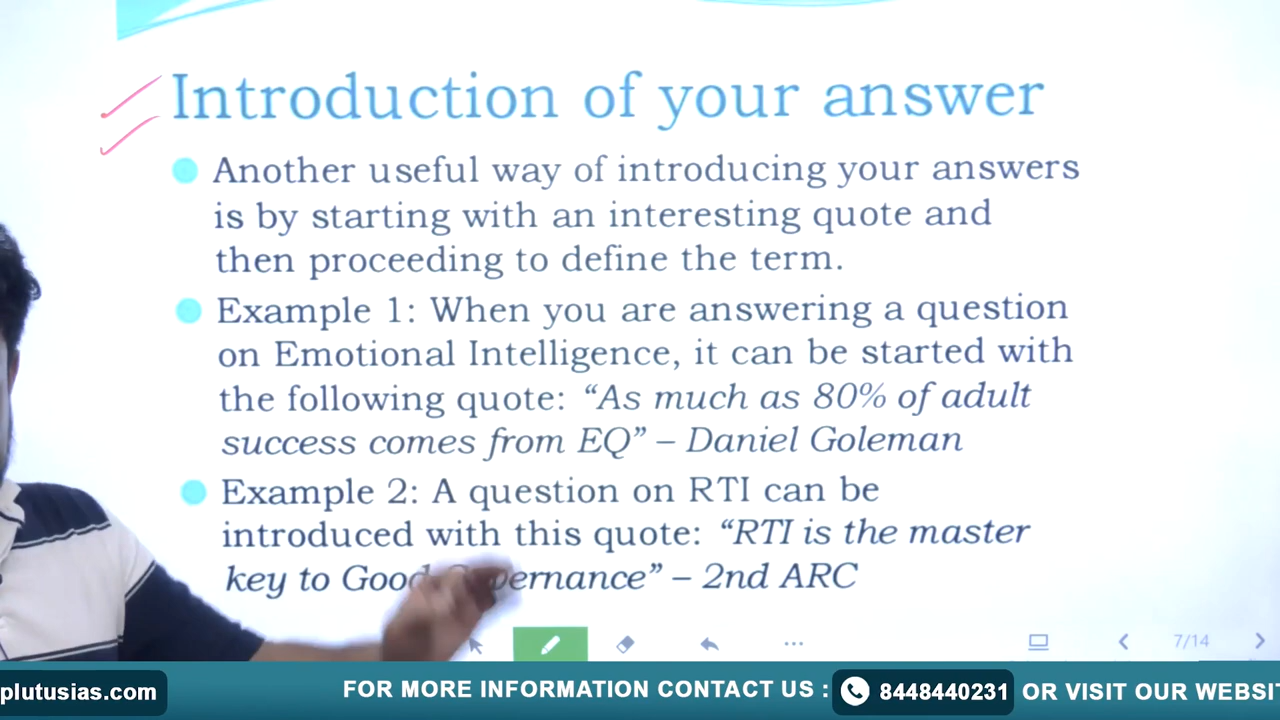 Introduction of your answer
Another useful way of introducing your answers
is by starting with an interesting quote and
then proceeding to define the term.
Example 1: When you are answering a question
on Emotional Intelligence, it can be started with
the following quote: “As much as 80% of adult
success comes from EQ” – Daniel Goleman
Example 2: A question on RTI can be
introduced with this quote: “RTI is the master
key to Good Governance” – 2nd ARC
7/14
plutusias.com
FOR MORE INFORMATION CONTACT US :
8448440231
OR VISIT OUR WEBSIT